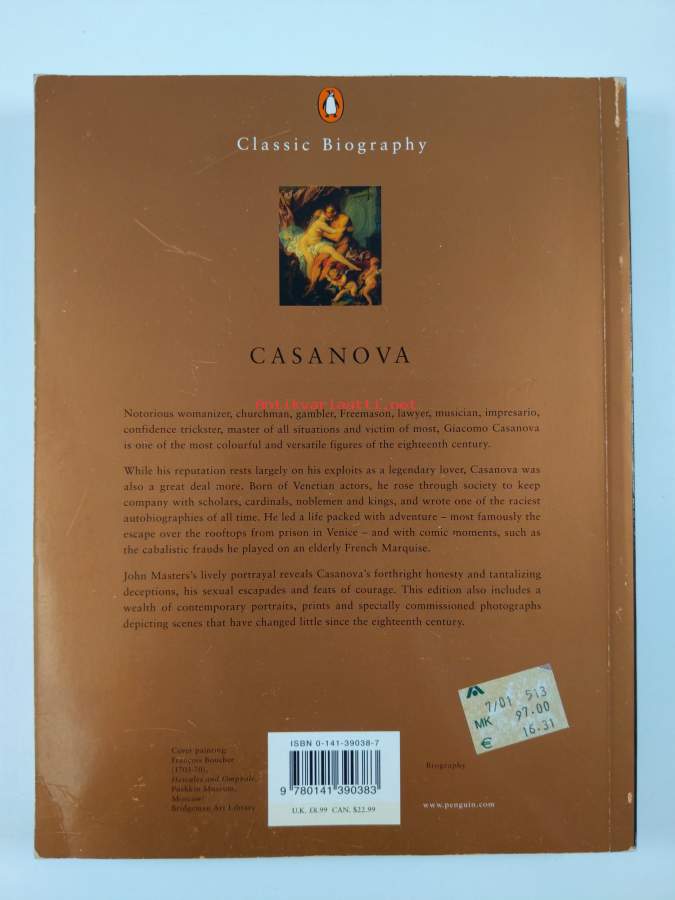 Classic Biography
CASANOVA
antikvariaatti.net
Notorious womanizer, churchman, gambler, Freemason, lawyer, musician, impresario,
confidence trickster, master of all situations and victim of most, Giacomo Casanova
is one of the most colourful and versatile figures of the eighteenth century.
While his reputation rests largely on his exploits as a legendary lover, Casanova was
also a great deal more. Born of Venetian actors, he rose through society to keep
company with scholars, cardinals, noblemen and kings, and wrote one of the raciest
autobiographies of all time. He led a life packed with adventure – most famously the
escape over the rooftops from prison in Venice – and with comic moments, such as
the cabalistic frauds he played on an elderly French Marquise.
John Masters's lively portrayal reveals Casanova's forthright honesty and tantalizing
deceptions, his sexual escapades and feats of courage. This edition also includes a
wealth of contemporary portraits, prints and specially commissioned photographs
depicting scenes that have changed little since the eighteenth century.
7/01 513
MK 97.00
€ 16.31
Cover painting:
François Boucher
(1703-70),
Hercules and Omphale,
Pushkin Museum,
Moscow/
Bridgeman Art Library
ISBN 0-141-39038-7
9 780141 390383
U.K. £8.99 CAN. $22.99
Biography
www.penguin.com